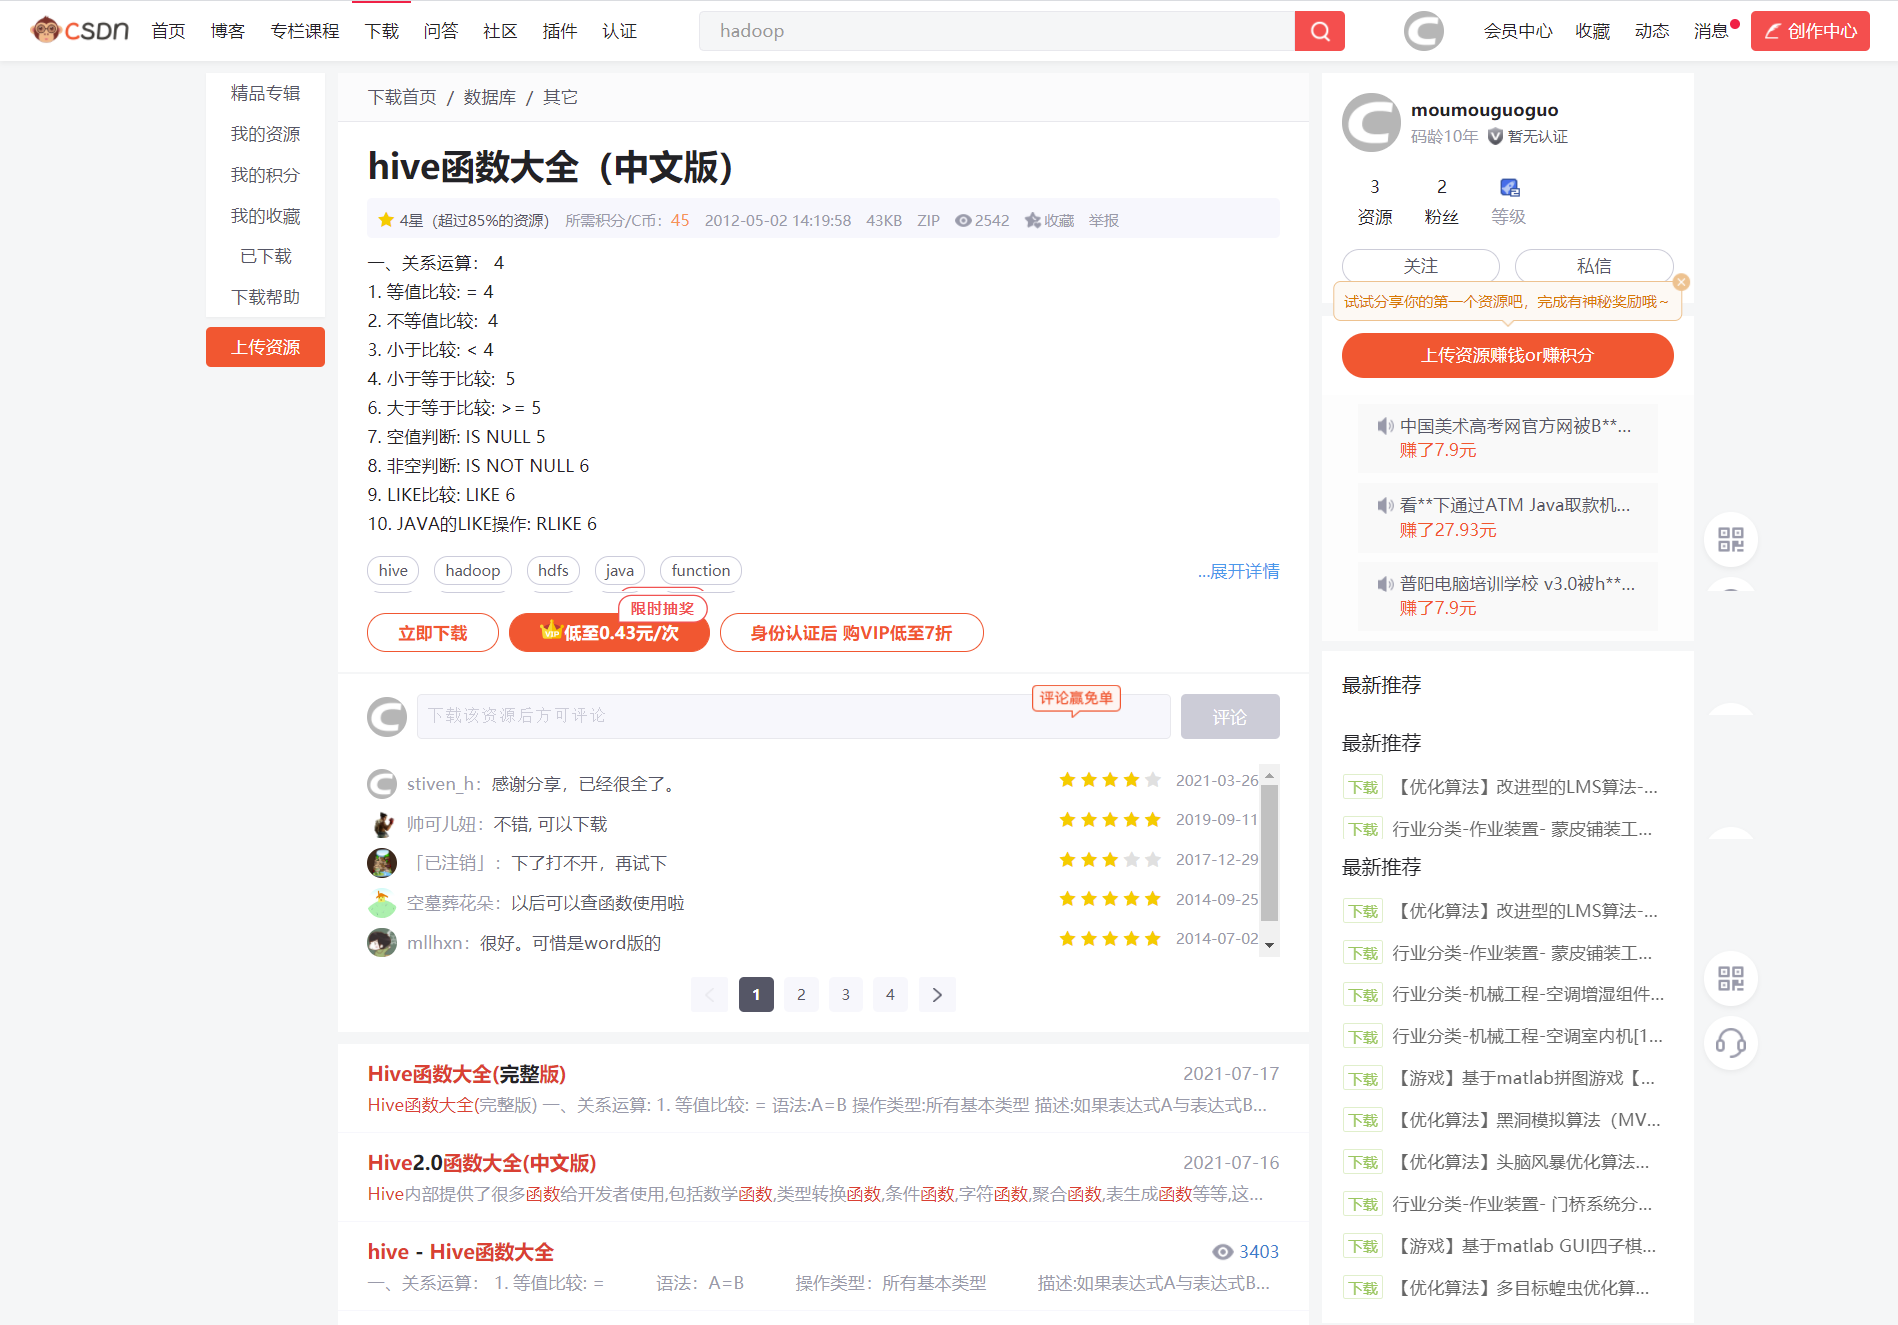 CSDN 首页 博客 专栏课程 下载 问答 社区 插件 认证 hadoop 会员中心 收藏 动态 消息 创作中心
精品专辑
我的资源
我的积分
我的收藏
已下载
下载帮助
上传资源
下载首页 / 数据库 / 其它
hive函数大全（中文版）
4星（超过85%的资源） 所需积分/C币：45 2012-05-02 14:19:58 43KB ZIP 2542 收藏 举报
一、关系运算： 4
1. 等值比较: = 4
2. 不等值比较: 4
3. 小于比较: < 4
4. 小于等于比较: 5
6. 大于等于比较: >= 5
7. 空值判断: IS NULL 5
8. 非空判断: IS NOT NULL 6
9. LIKE比较: LIKE 6
10. JAVA的LIKE操作: RLIKE 6
hive hadoop hdfs java function ...展开详情
限时抽奖
立即下载 VIP 低至0.43元/次 身份认证后 购VIP低至7折
评论赢免单
下载该资源后方可评论 评论
stiven_h： 感谢分享，已经很全了。 2021-03-26
帅可儿妞： 不错, 可以下载 2019-09-11
「已注销」： 下了打不开，再试下 2017-12-29
空墓葬花朵： 以后可以查函数使用啦 2014-09-25
mllhxn： 很好。可惜是word版的 2014-07-02
1 2 3 4
Hive函数大全(完整版) 2021-07-17
Hive函数大全(完整版) 一、关系运算: 1. 等值比较: = 语法:A=B 操作类型:所有基本类型 描述:如果表达式A与表达式B...
Hive2.0函数大全(中文版) 2021-07-16
Hive内部提供了很多函数给开发者使用,包括数学函数,类型转换函数,条件函数,字符函数,聚合函数,表生成函数等等,这...
hive - Hive函数大全 3403
一、关系运算： 1. 等值比较: = 语法：A=B 操作类型：所有基本类型 描述:如果表达式A与表达式B...
moumouguoguo
码龄10年 暂无认证
3 2
资源 粉丝 等级
关注 私信
试试分享你的第一个资源吧，完成有神秘奖励哦～
上传资源赚钱or赚积分
中国美术高考网官方网被B**...
赚了7.9元
看**下通过ATM Java取款机...
赚了27.93元
普阳电脑培训学校 v3.0被h**...
赚了7.9元
最新推荐
最新推荐
下载 【优化算法】改进型的LMS算法-...
下载 行业分类-作业装置- 蒙皮铺装工...
最新推荐
下载 【优化算法】改进型的LMS算法-...
下载 行业分类-作业装置- 蒙皮铺装工...
下载 行业分类-机械工程-空调增湿组件...
下载 行业分类-机械工程-空调室内机[1...
下载 【游戏】基于matlab拼图游戏【...
下载 【优化算法】黑洞模拟算法（MV...
下载 【优化算法】头脑风暴优化算法...
下载 行业分类-作业装置- 门桥系统分...
下载 【游戏】基于matlab GUI四子棋...
下载 【优化算法】多目标蝗虫优化算...